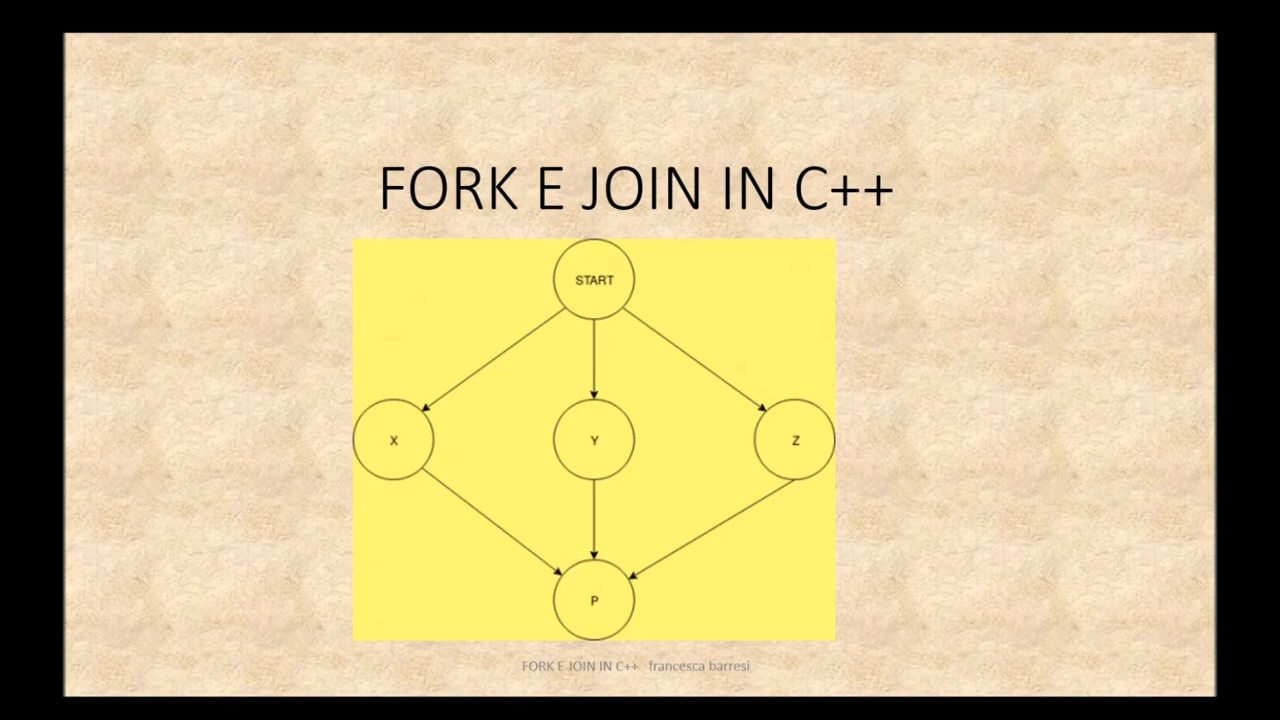 FORK E JOIN IN C++
START
X Y Z
P
FORK E JOIN IN C++ francesca barresi